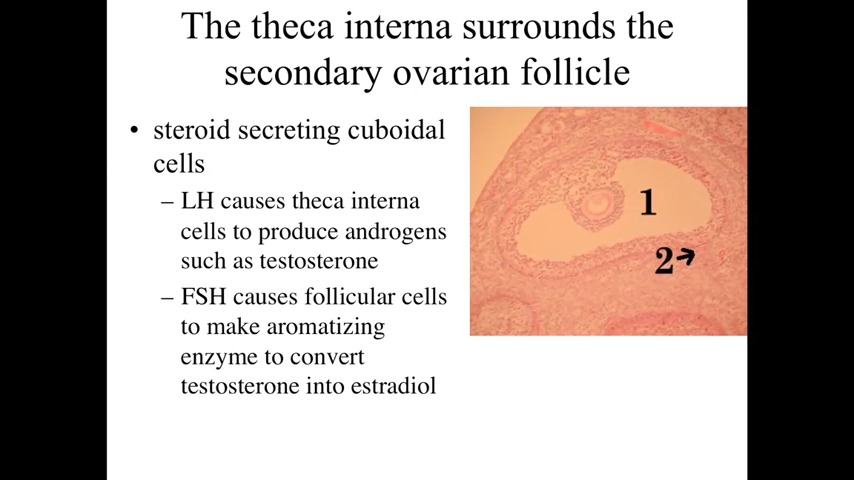 The theca interna surrounds the
secondary ovarian follicle
• steroid secreting cuboidal
cells
– LH causes theca interna
cells to produce androgens
such as testosterone
– FSH causes follicular cells
to make aromatizing
enzyme to convert
testosterone into estradiol
1
2